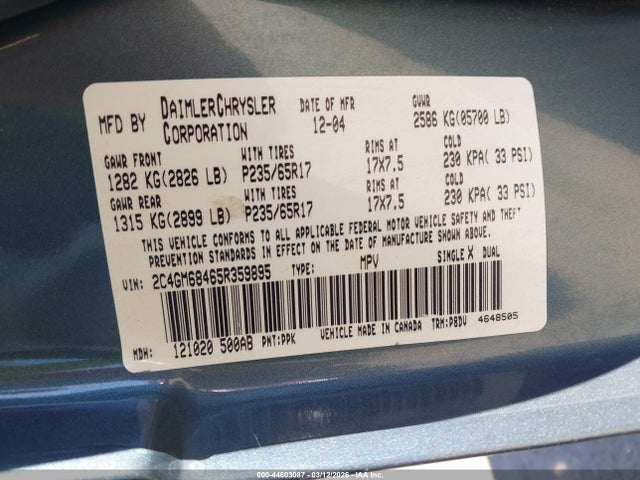 MFD BY DAIMLERCHRYSLER CORPORATION DATE OF MFR 12-04 GVWR 2586 KG(05700 LB)
GAWR FRONT WITH TIRES RIMS AT COLD
1282 KG(2826 LB) P235/65R17 17X7.5 230 KPA( 33 PSI)
GAWR REAR WITH TIRES RIMS AT COLD
1315 KG(2899 LB) P235/65R17 17X7.5 230 KPA( 33 PSI)
THIS VEHICLE CONFORMS TO ALL APPLICABLE FEDERAL MOTOR VEHICLE SAFETY AND THEFT
PREVENTION STANDARDS IN EFFECT ON THE DATE OF MANUFACTURE SHOWN ABOVE.
VIN: 2C4GM68465R359895 TYPE: MPV SINGLE X DUAL
MDH: 121020 500AB PNT:PPK VEHICLE MADE IN CANADA TRM:P8DV 4648505
000-44603087 - 03/12/2026 - IAAI.COM